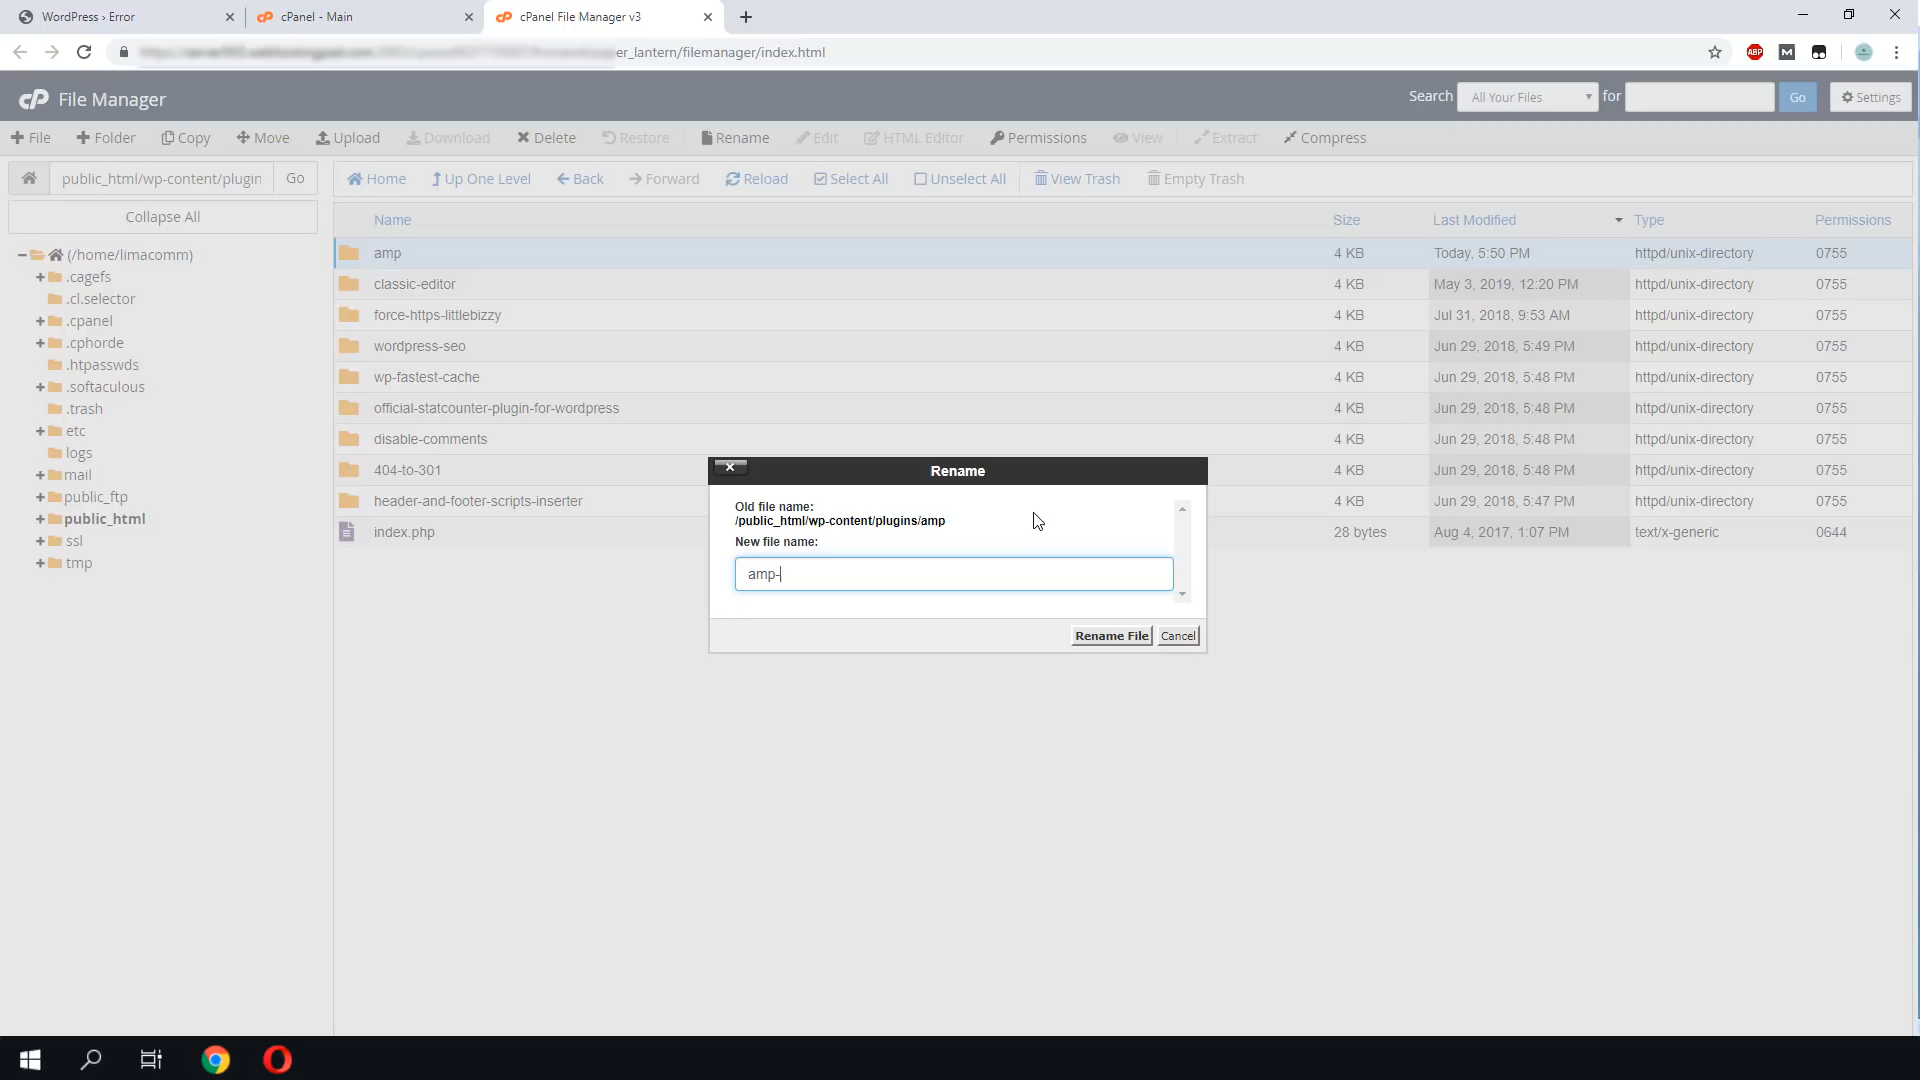 WordPress › Error
cPanel - Main
cPanel File Manager v3
er_lantern/filemanager/index.html
ABP
M
cP File Manager
Search All Your Files for Go Settings
File Folder Copy Move Upload Download Delete Restore Rename Edit HTML Editor Permissions View Extract Compress
public_html/wp-content/plugin Go
Home Up One Level Back Forward Reload Select All Unselect All View Trash Empty Trash
Collapse All
(/home/limacomm)
.cagefs
.cl.selector
.cpanel
.cphorde
.htpasswds
.softaculous
.trash
etc
logs
mail
public_ftp
public_html
ssl
tmp
Name Size Last Modified Type Permissions
amp 4 KB Today, 5:50 PM httpd/unix-directory 0755
classic-editor 4 KB May 3, 2019, 12:20 PM httpd/unix-directory 0755
force-https-littlebizzy 4 KB Jul 31, 2018, 9:53 AM httpd/unix-directory 0755
wordpress-seo 4 KB Jun 29, 2018, 5:49 PM httpd/unix-directory 0755
wp-fastest-cache 4 KB Jun 29, 2018, 5:48 PM httpd/unix-directory 0755
official-statcounter-plugin-for-wordpress 4 KB Jun 29, 2018, 5:48 PM httpd/unix-directory 0755
disable-comments 4 KB Jun 29, 2018, 5:48 PM httpd/unix-directory 0755
404-to-301 4 KB Jun 29, 2018, 5:48 PM httpd/unix-directory 0755
header-and-footer-scripts-inserter 4 KB Jun 29, 2018, 5:47 PM httpd/unix-directory 0755
index.php 28 bytes Aug 4, 2017, 1:07 PM text/x-generic 0644
Rename
Old file name:
/public_html/wp-content/plugins/amp
New file name:
amp-
Rename File Cancel